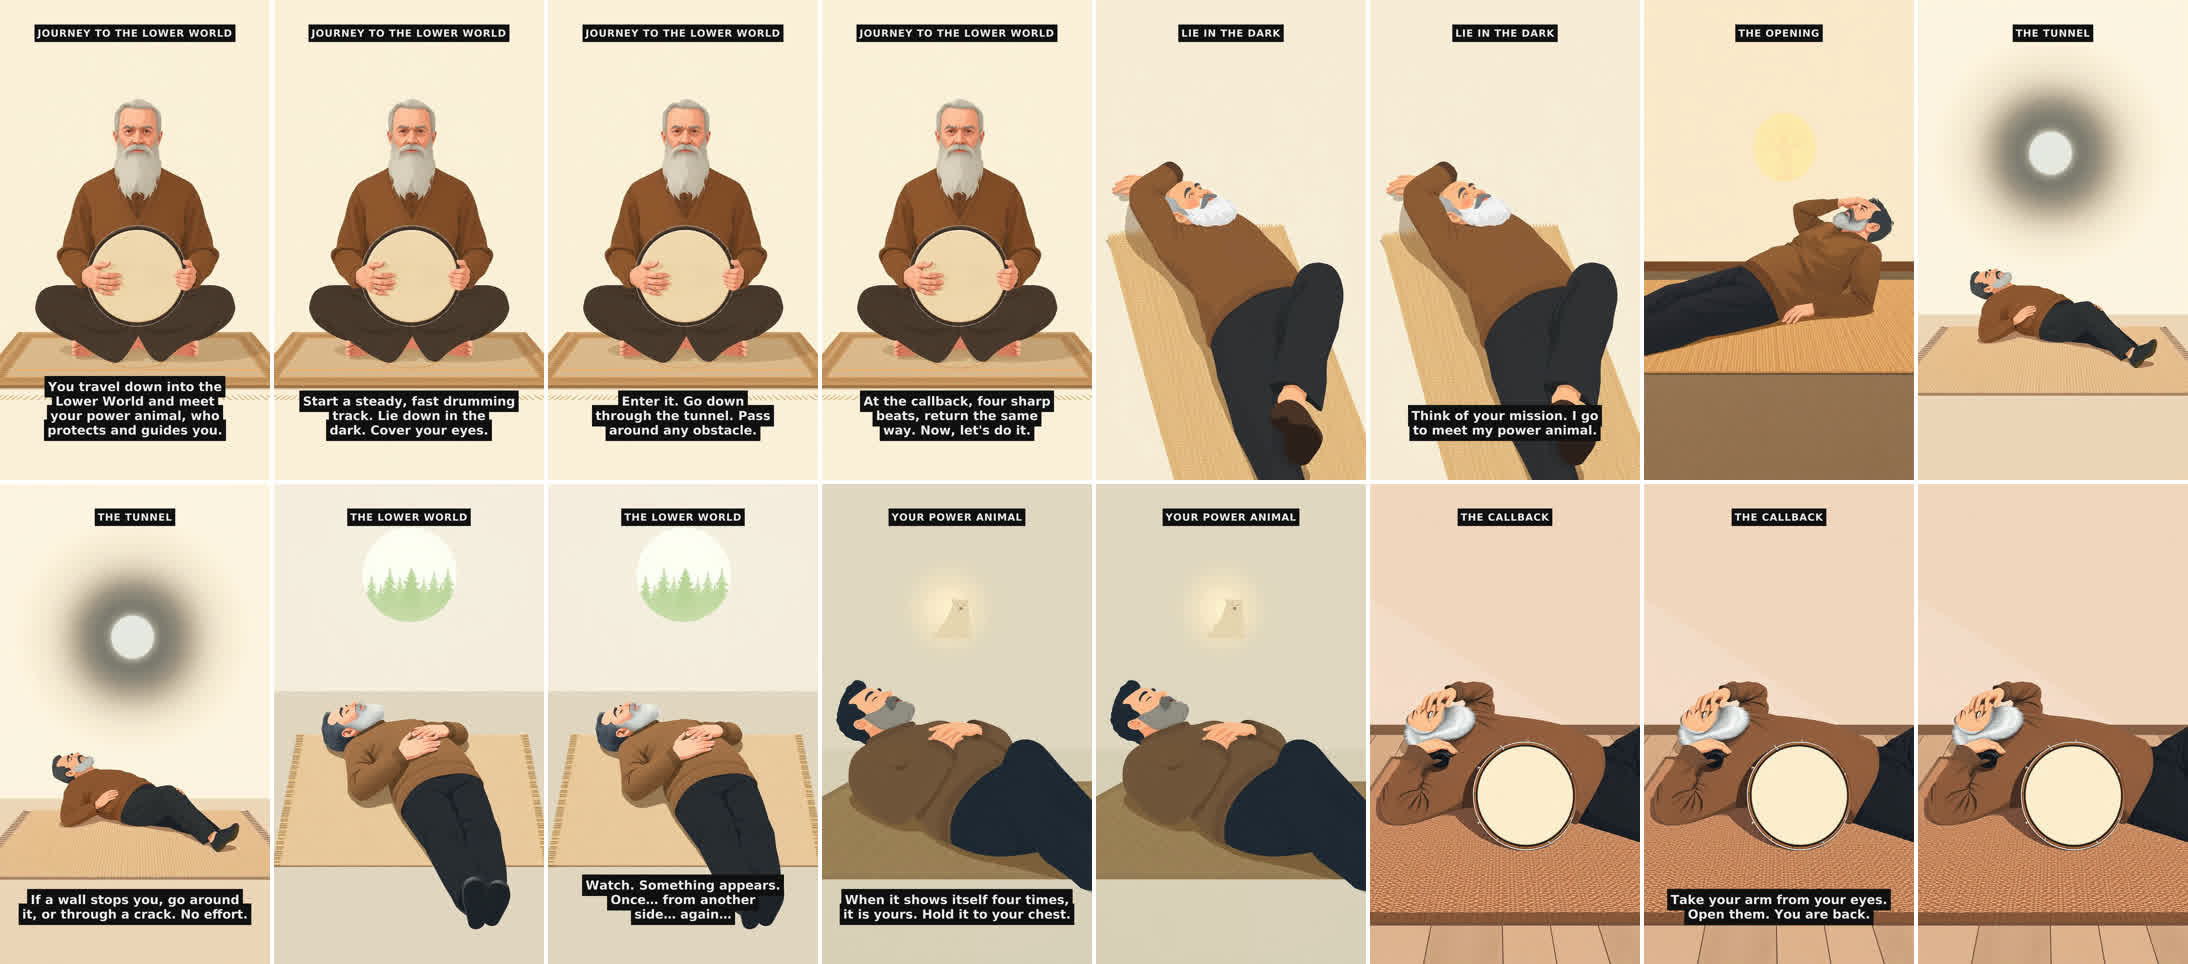 JOURNEY TO THE LOWER WORLD
You travel down into the
Lower World and meet
your power animal, who
protects and guides you.
JOURNEY TO THE LOWER WORLD
Start a steady, fast drumming
track. Lie down in the
dark. Cover your eyes.
JOURNEY TO THE LOWER WORLD
Enter it. Go down
through the tunnel. Pass
around any obstacle.
JOURNEY TO THE LOWER WORLD
At the callback, four sharp
beats, return the same
way. Now, let's do it.
LIE IN THE DARK
LIE IN THE DARK
Think of your mission. I go
to meet my power animal.
THE OPENING
THE TUNNEL
THE TUNNEL
If a wall stops you, go around
it, or through a crack. No effort.
THE LOWER WORLD
THE LOWER WORLD
Watch. Something appears.
Once... from another
side... again...
YOUR POWER ANIMAL
When it shows itself four times,
it is yours. Hold it to your chest.
YOUR POWER ANIMAL
THE CALLBACK
THE CALLBACK
Take your arm from your eyes.
Open them. You are back.